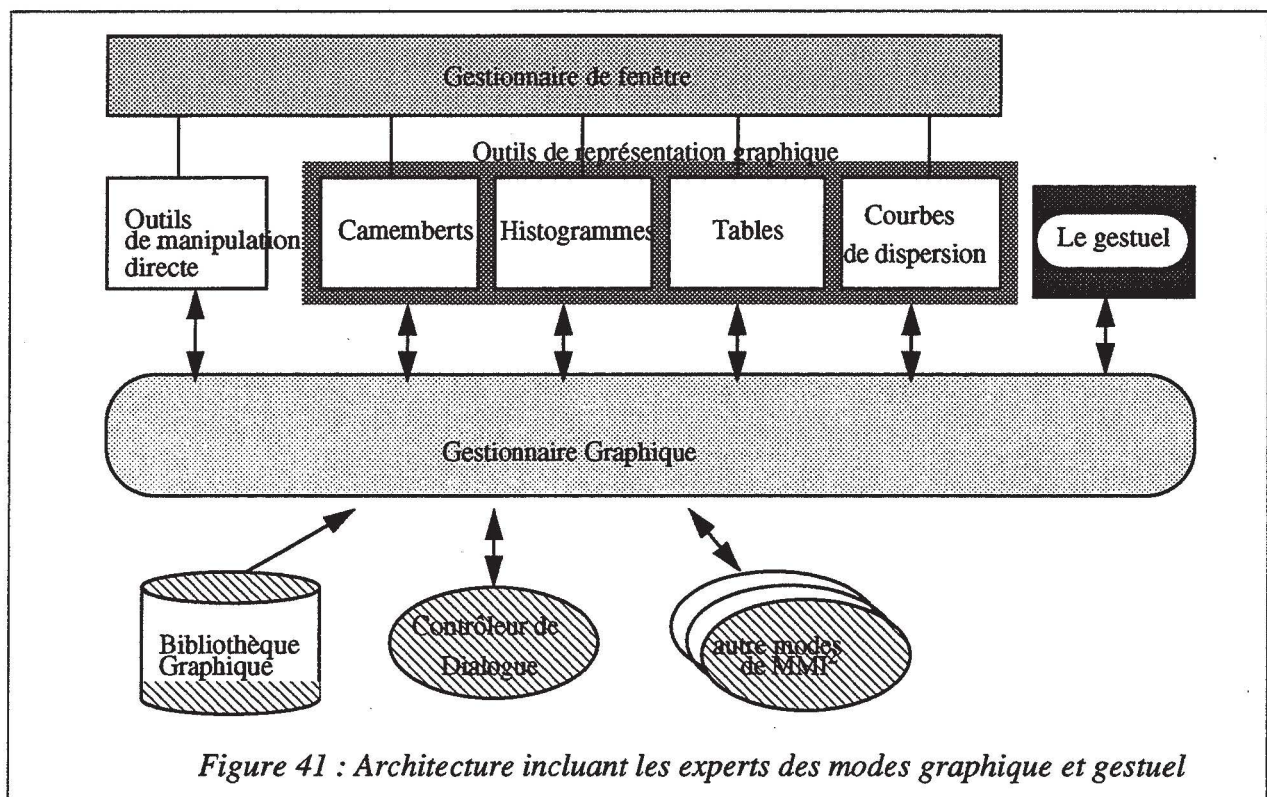 Gestionnaire de fenêtre
Outils de représentation graphique
Outils
de manipulation
directe
Camemberts
Histogrammes
Tables
Courbes
de dispersion
Le gestuel
Gestionnaire Graphique
Bibliothèque
Graphique
Contrôleur de
Dialogue
autre modes
de MMI²
Figure 41 : Architecture incluant les experts des modes graphique et gestuel